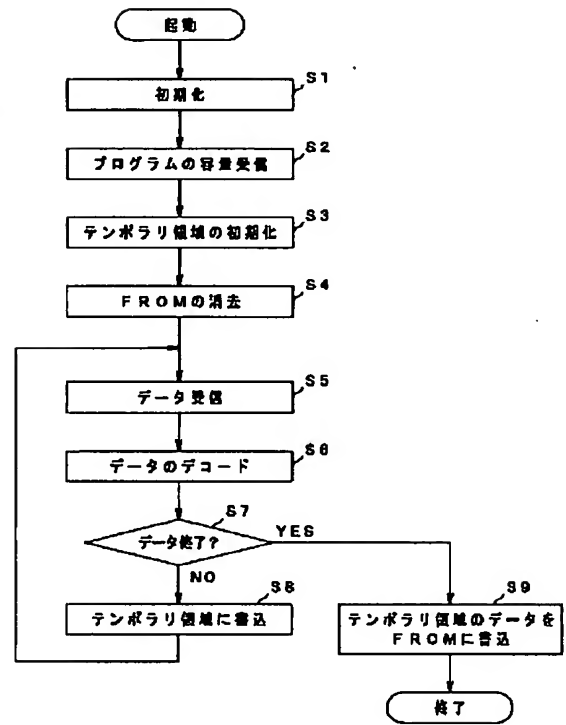 起動
S1
初期化
S2
プログラムの容量受信
S3
テンポラリ領域の初期化
S4
FROMの消去
S5
データ受信
S6
データのデコード
S7
データ終了?
YES
NO
S8
テンポラリ領域に書込
S9
テンポラリ領域のデータを
FROMに書込
終了